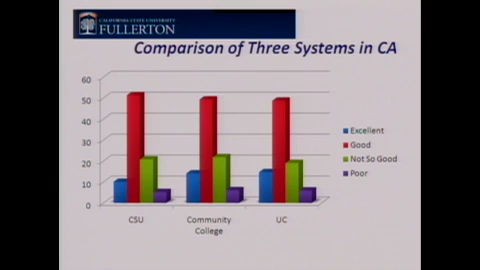 CALIFORNIA STATE UNIVERSITY
FULLERTON
Comparison of Three Systems in CA
60
50
40
30
20
10
0
CSU
Community
College
UC
Excellent
Good
Not So Good
Poor